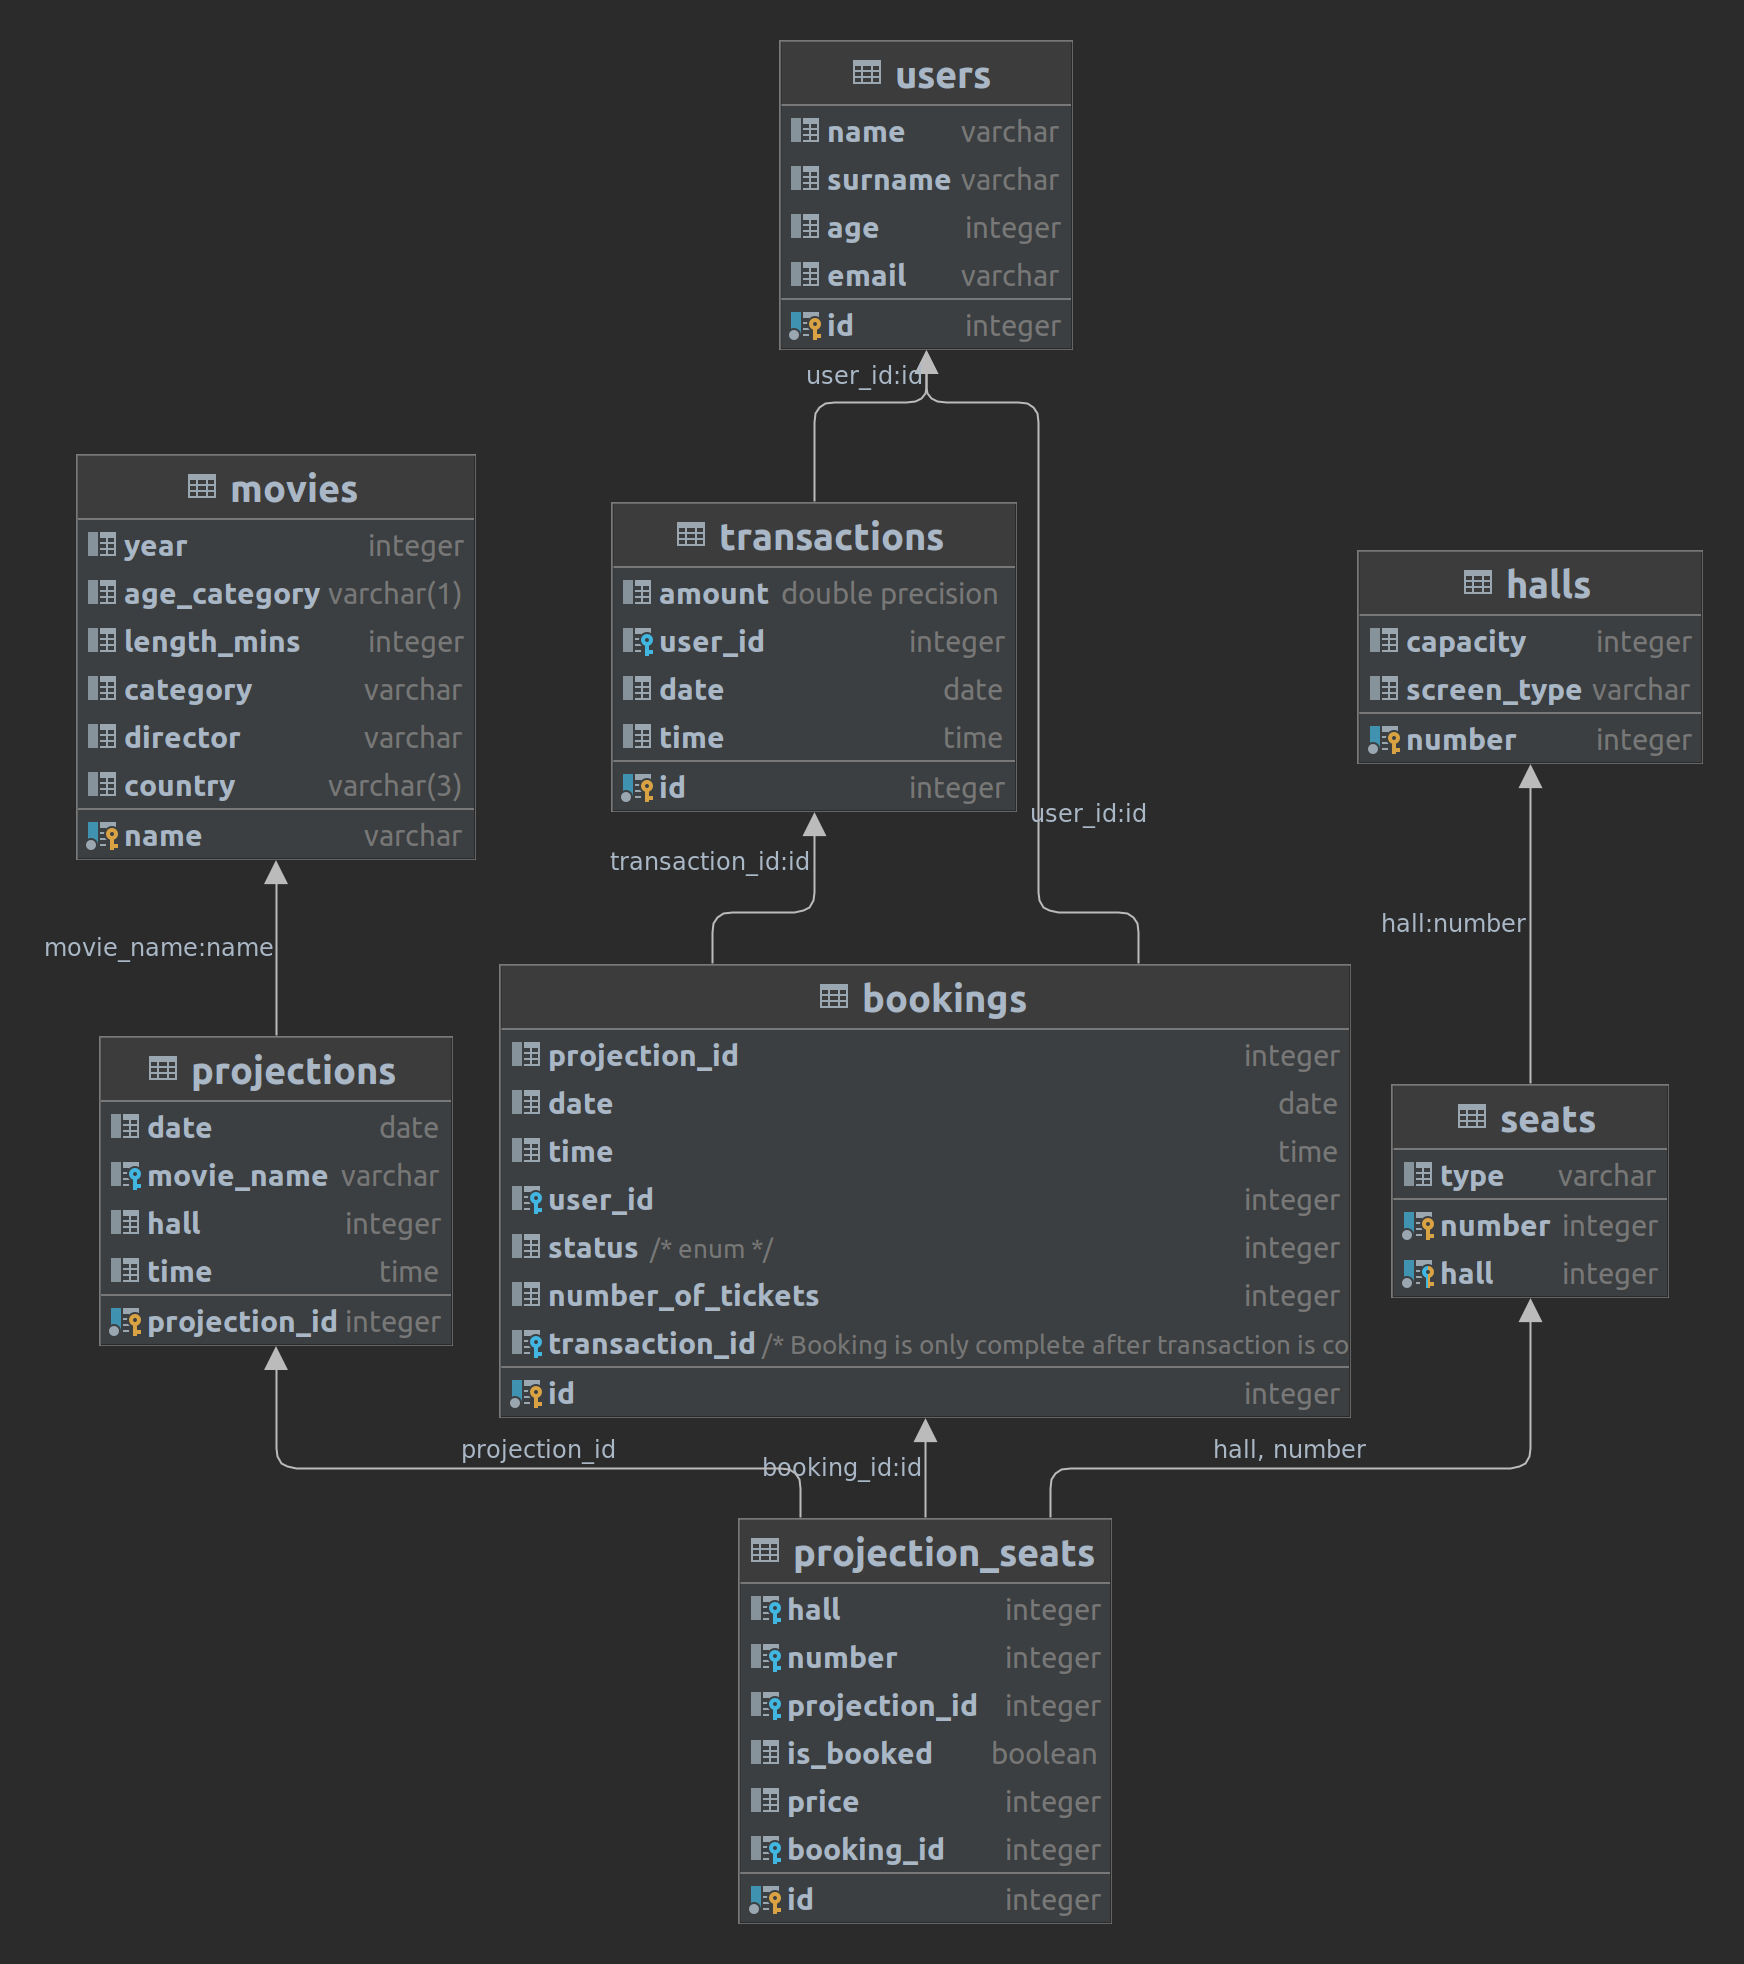 users
name varchar
surname varchar
age integer
email varchar
id integer
user_id:id
movies
year integer
age_category varchar(1)
length_mins integer
category varchar
director varchar
country varchar(3)
name varchar
movie_name:name
transactions
amount double precision
user_id integer
date date
time time
id integer
transaction_id:id
user_id:id
halls
capacity integer
screen_type varchar
number integer
hall:number
projections
date date
movie_name varchar
hall integer
time time
projection_id integer
bookings
projection_id integer
date date
time time
user_id integer
status /* enum */ integer
number_of_tickets integer
transaction_id /* Booking is only complete after transaction is co
id integer
seats
type varchar
number integer
hall integer
projection_id
booking_id:id
hall, number
projection_seats
hall integer
number integer
projection_id integer
is_booked boolean
price integer
booking_id integer
id integer